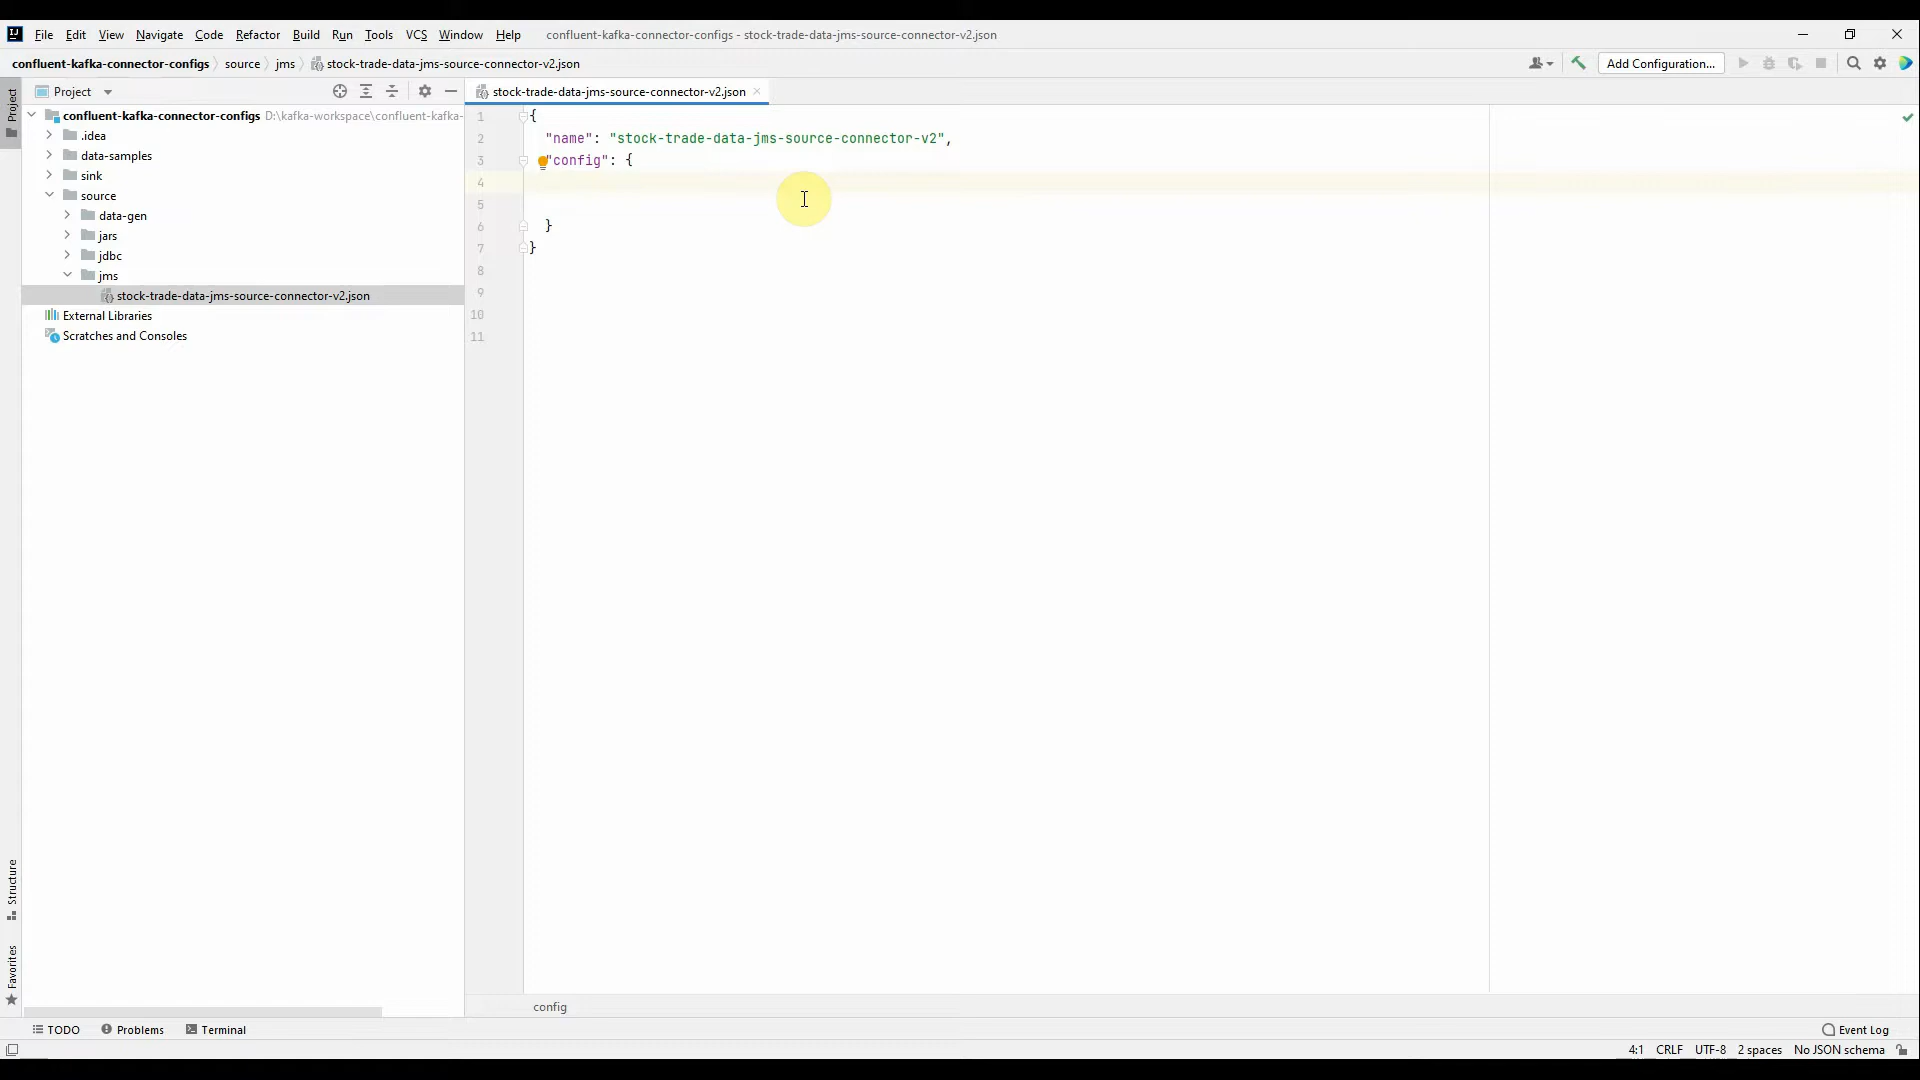 File Edit View Navigate Code Refactor Build Run Tools VCS Window Help confluent-kafka-connector-configs - stock-trade-data-jms-source-connector-v2.json
confluent-kafka-connector-configs source jms stock-trade-data-jms-source-connector-v2.json Add Configuration...
Project
Project
stock-trade-data-jms-source-connector-v2.json
confluent-kafka-connector-configs D:\kafka-workspace\confluent-kafka-
.idea
data-samples
sink
source
data-gen
jars
jdbc
jms
stock-trade-data-jms-source-connector-v2.json
External Libraries
Scratches and Consoles
1 {
2 "name": "stock-trade-data-jms-source-connector-v2",
3 "config": {
4
5
6 }
7 }
8
9
10
11
Structure
Favorites
config
TODO Problems Terminal Event Log
4:1 CRLF UTF-8 2 spaces No JSON schema